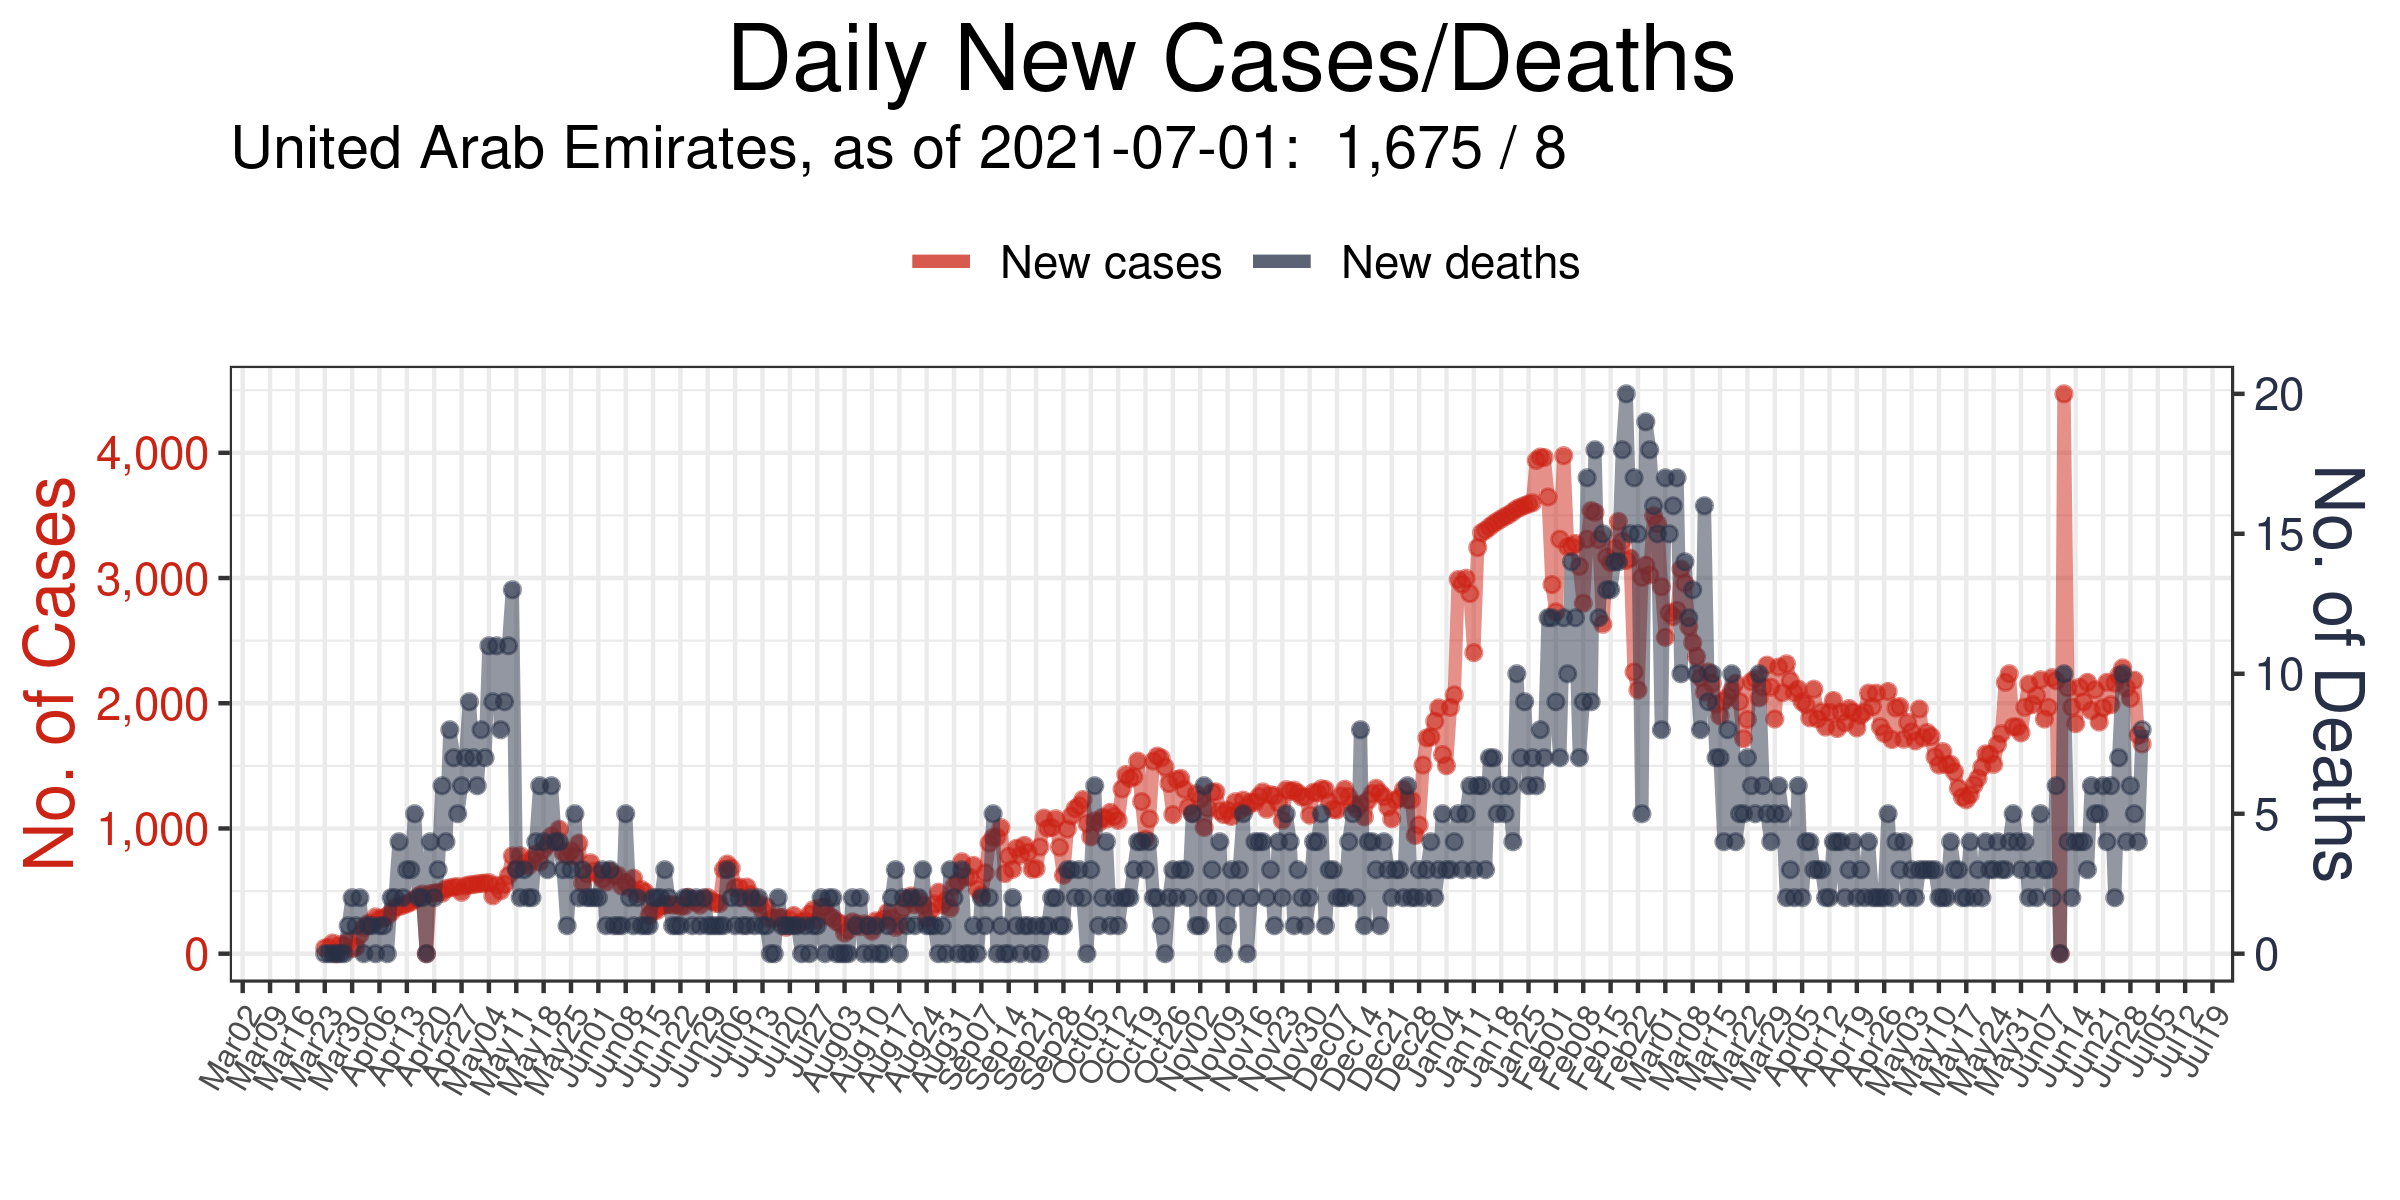 Daily New Cases/Deaths
United Arab Emirates, as of 2021-07-01:  1,675 / 8
New cases
New deaths
No. of Cases
4,000
3,000
2,000
1,000
0
20
15
10
5
0
No. of Deaths
Mar02
Mar09
Mar16
Mar23
Mar30
Apr06
Apr13
Apr20
Apr27
May04
May11
May18
May25
Jun01
Jun08
Jun15
Jun22
Jun29
Jul06
Jul13
Jul20
Jul27
Aug03
Aug10
Aug17
Aug24
Aug31
Sep07
Sep14
Sep21
Sep28
Oct05
Oct12
Oct19
Oct26
Nov02
Nov09
Nov16
Nov23
Nov30
Dec07
Dec14
Dec21
Dec28
Jan04
Jan11
Jan18
Jan25
Feb01
Feb08
Feb15
Feb22
Mar01
Mar08
Mar15
Mar22
Mar29
Apr05
Apr12
Apr19
Apr26
May03
May10
May17
May24
May31
Jun07
Jun14
Jun21
Jun28
Jul05
Jul12
Jul19